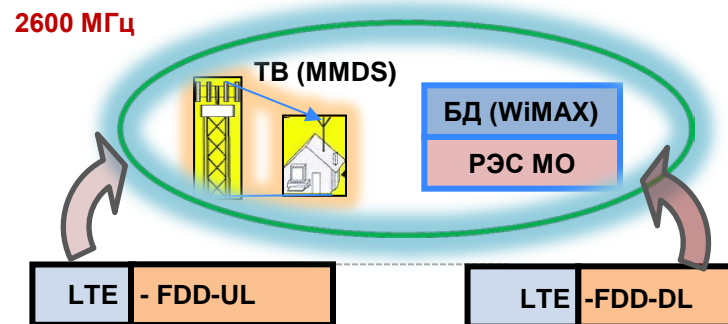 2600 МГц
ТВ (MMDS)
БД (WiMAX)
РЭС МО
LTE - FDD-UL
LTE -FDD-DL